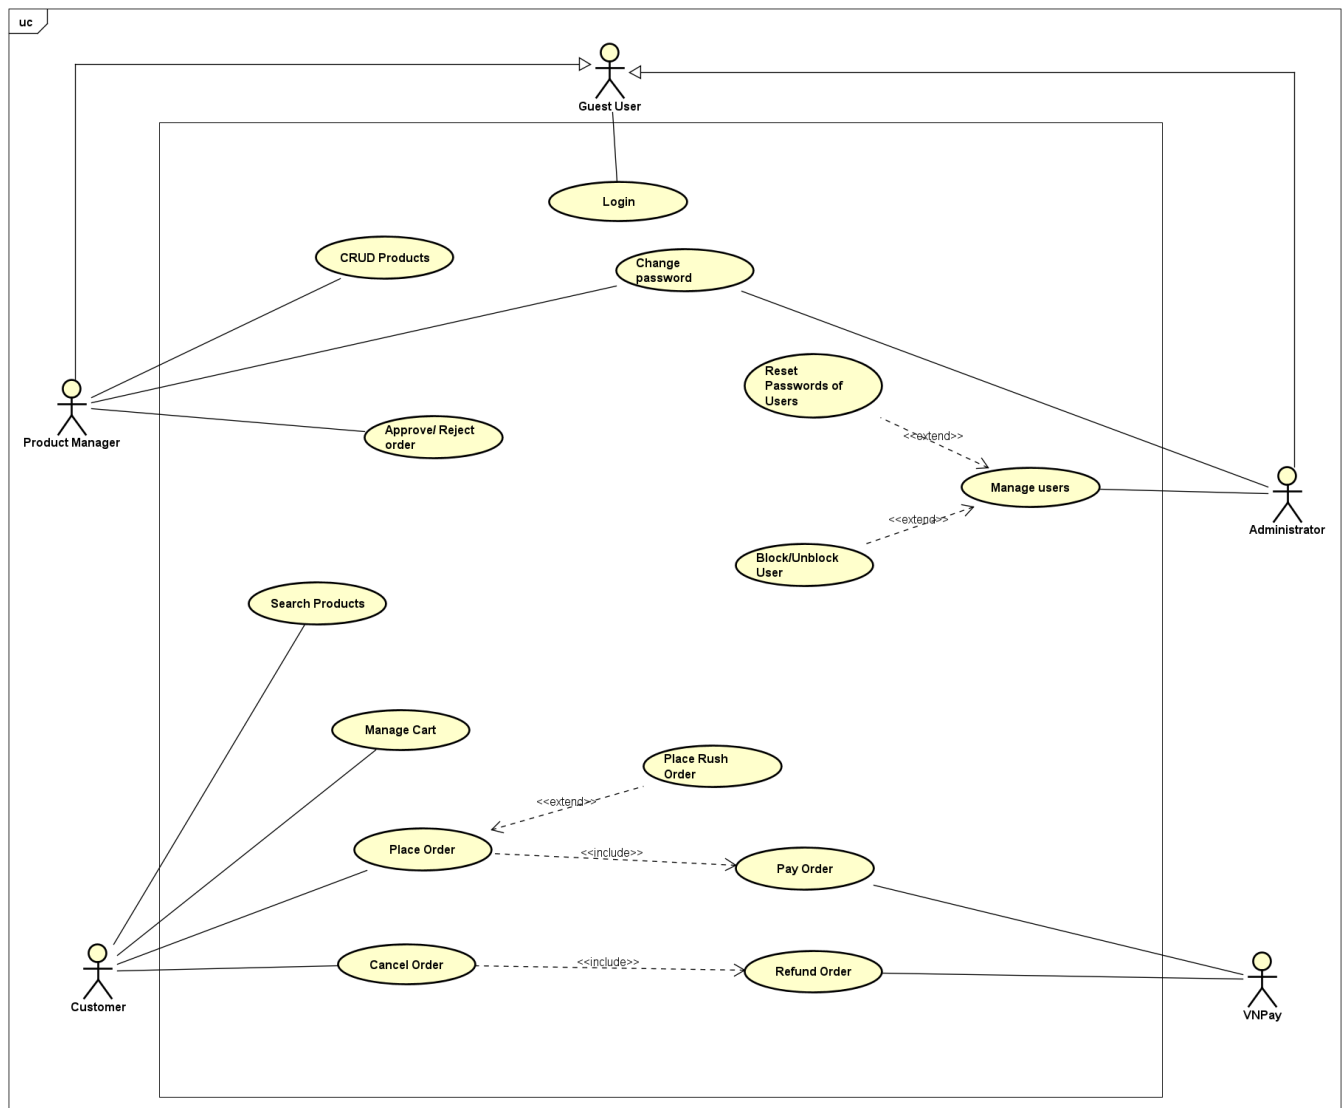 uc
Guest User
Login
CRUD Products
Change
password
Reset
Passwords of
Users
<<extend>>
Product Manager
Approve/ Reject
order
Manage users
Administrator
<<extend>>
Block/Unblock
User
Search Products
Manage Cart
Place Rush
Order
<<extend>>
Place Order
<<include>>
Pay Order
Cancel Order
<<include>>
Refund Order
Customer
VNPay